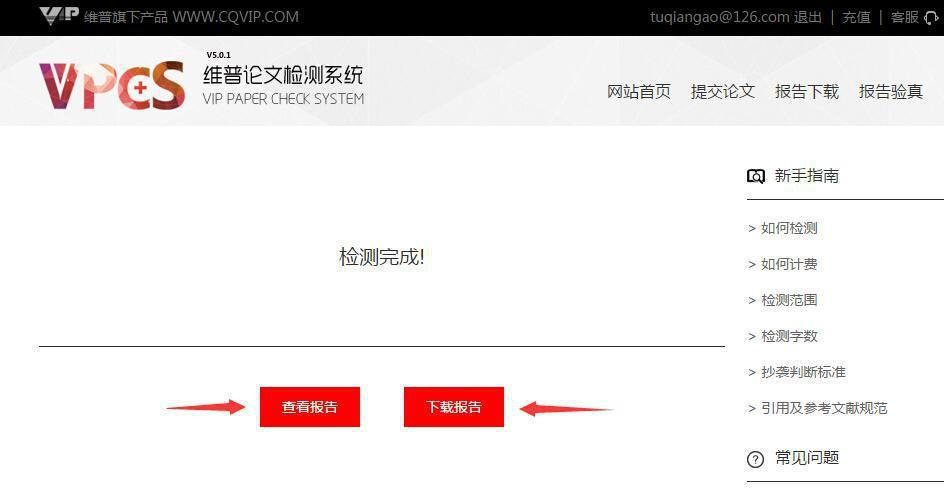 VIP 维普旗下产品 WWW.CQVIP.COM
tuqiangao@126.com 退出 | 充值 | 客服
VPCS
V5.0.1
维普论文检测系统
VIP PAPER CHECK SYSTEM
网站首页 提交论文 报告下载 报告验真
检测完成!
查看报告 下载报告
新手指南
> 如何检测
> 如何计费
> 检测范围
> 检测字数
> 抄袭判断标准
> 引用及参考文献规范
? 常见问题